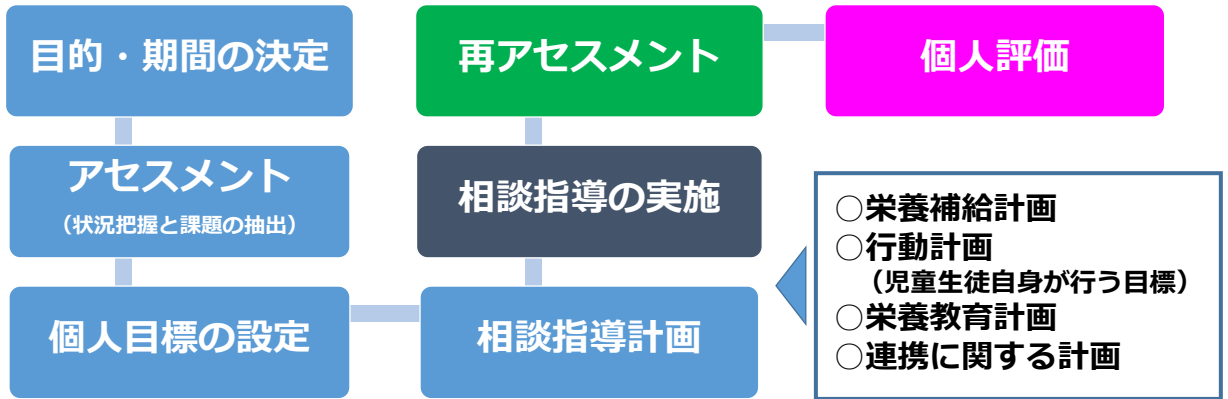 目的・期間の決定
アセスメント
（状況把握と課題の抽出）
個人目標の設定
相談指導計画
相談指導の実施
再アセスメント
個人評価
○栄養補給計画
○行動計画
（児童生徒自身が行う目標）
○栄養教育計画
○連携に関する計画